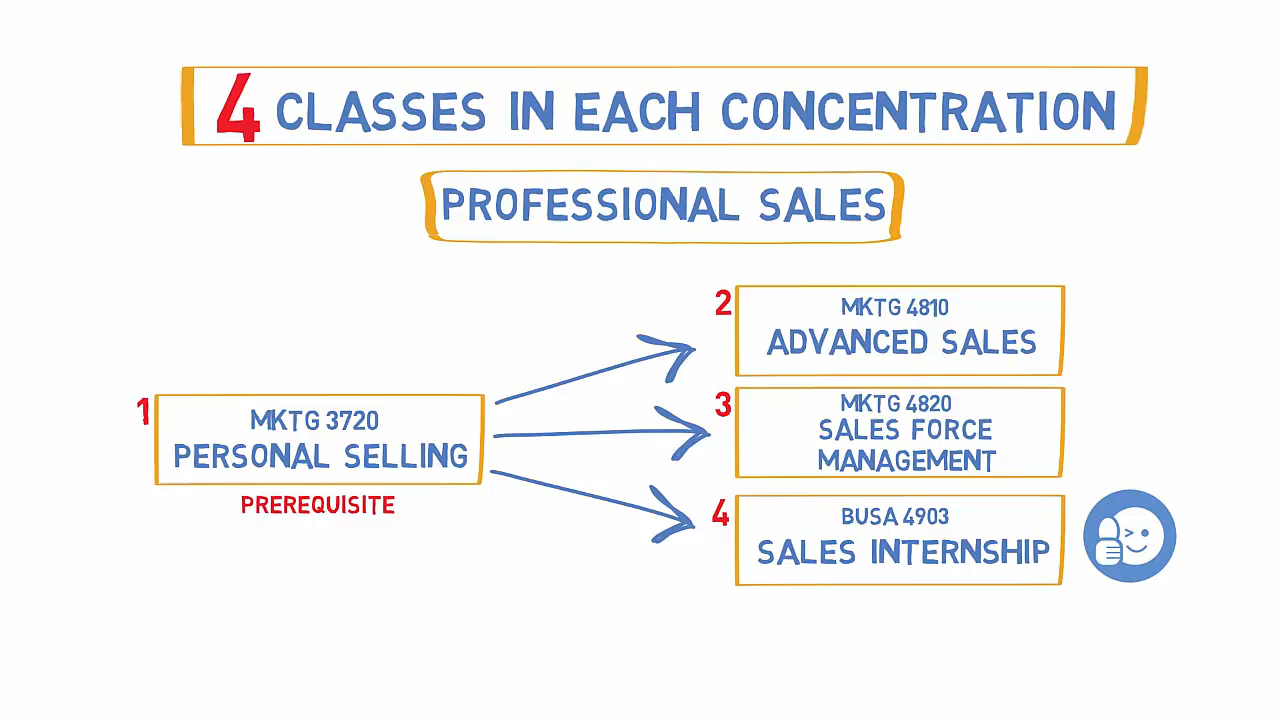 4 CLASSES IN EACH CONCENTRATION
PROFESSIONAL SALES
1
MKTG 3720
PERSONAL SELLING
PREREQUISITE
2
MKTG 4810
ADVANCED SALES
3
MKTG 4820
SALES FORCE
MANAGEMENT
4
BUSA 4903
SALES INTERNSHIP